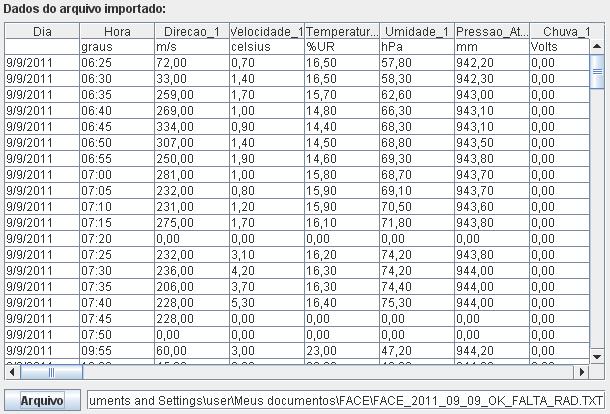 Dados do arquivo importado:
Dia Hora Direcao_1 Velocidade_1 Temperatur... Umidade_1 Pressao_At... Chuva_1
graus m/s celsius %UR hPa mm Volts
9/9/2011 06:25 72,00 0,70 16,50 57,80 942,20 0,00
9/9/2011 06:30 33,00 1,40 16,50 58,30 942,30 0,00
9/9/2011 06:35 259,00 1,70 15,70 62,60 943,00 0,00
9/9/2011 06:40 269,00 1,00 14,80 66,30 943,10 0,00
9/9/2011 06:45 334,00 0,90 14,40 68,30 943,10 0,00
9/9/2011 06:50 307,00 1,40 14,50 68,80 943,50 0,00
9/9/2011 06:55 250,00 1,90 14,60 69,30 943,80 0,00
9/9/2011 07:00 281,00 1,00 15,80 68,70 943,70 0,00
9/9/2011 07:05 232,00 0,80 15,90 69,10 943,70 0,00
9/9/2011 07:10 231,00 1,20 15,90 70,50 943,60 0,00
9/9/2011 07:15 275,00 1,70 16,10 71,80 943,80 0,00
9/9/2011 07:20 0,00 0,00 0,00 0,00 0,00 0,00
9/9/2011 07:25 232,00 3,10 16,20 74,20 943,80 0,00
9/9/2011 07:30 236,00 4,20 16,30 74,20 944,00 0,00
9/9/2011 07:35 206,00 3,70 16,30 74,40 944,00 0,00
9/9/2011 07:40 228,00 5,30 16,40 75,30 944,00 0,00
9/9/2011 07:45 228,00 0,00 0,00 0,00 0,00 0,00
9/9/2011 07:50 0,00 0,00 0,00 0,00 0,00 0,00
9/9/2011 09:55 60,00 3,00 23,00 47,20 944,20 0,00
Arquivo uments and Settings\user\Meus documentos\FACE\FACE_2011_09_09_OK_FALTA_RAD.TXT